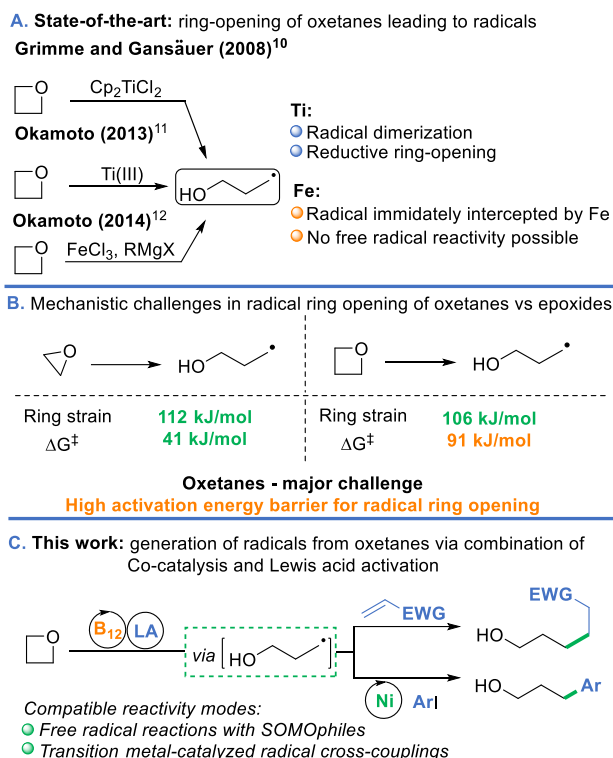 A. State-of-the-art: ring-opening of oxetanes leading to radicals
Grimme and Gansäuer (2008)10
O
Cp2TiCl2
Okamoto (2013)11
O
Ti(III)
HO
Okamoto (2014)12
O
FeCl3, RMgX
Ti:
Radical dimerization
Reductive ring-opening
Fe:
Radical immidately intercepted by Fe
No free radical reactivity possible
B. Mechanistic challenges in radical ring opening of oxetanes vs epoxides
O
HO
O
HO
Ring strain 112 kJ/mol
ΔG‡ 41 kJ/mol
Ring strain 106 kJ/mol
ΔG‡ 91 kJ/mol
Oxetanes - major challenge
High activation energy barrier for radical ring opening
C. This work: generation of radicals from oxetanes via combination of
Co-catalysis and Lewis acid activation
O
B12 LA
via [HO ]
EWG
EWG
HO
Ni ArI
HO Ar
Compatible reactivity modes:
Free radical reactions with SOMOphiles
Transition metal-catalyzed radical cross-couplings